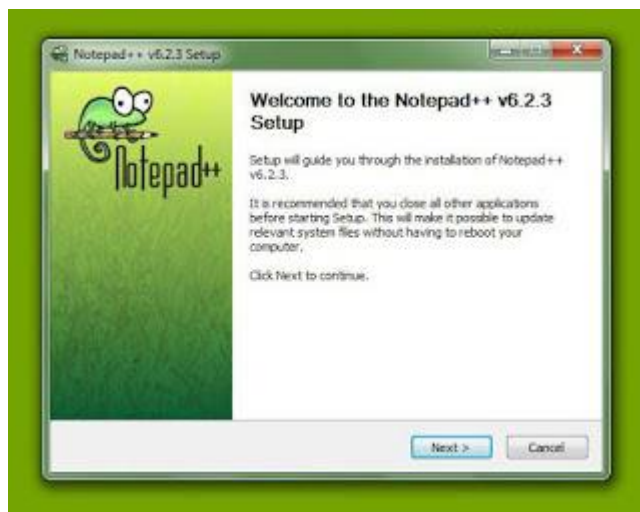 Notepad++ v6.2.3 Setup
Notepad++
Welcome to the Notepad++ v6.2.3
Setup
Setup will guide you through the installation of Notepad++
v6.2.3.
It is recommended that you close all other applications
before starting Setup. This will make it possible to update
relevant system files without having to reboot your
computer.
Click Next to continue.
Next >
Cancel